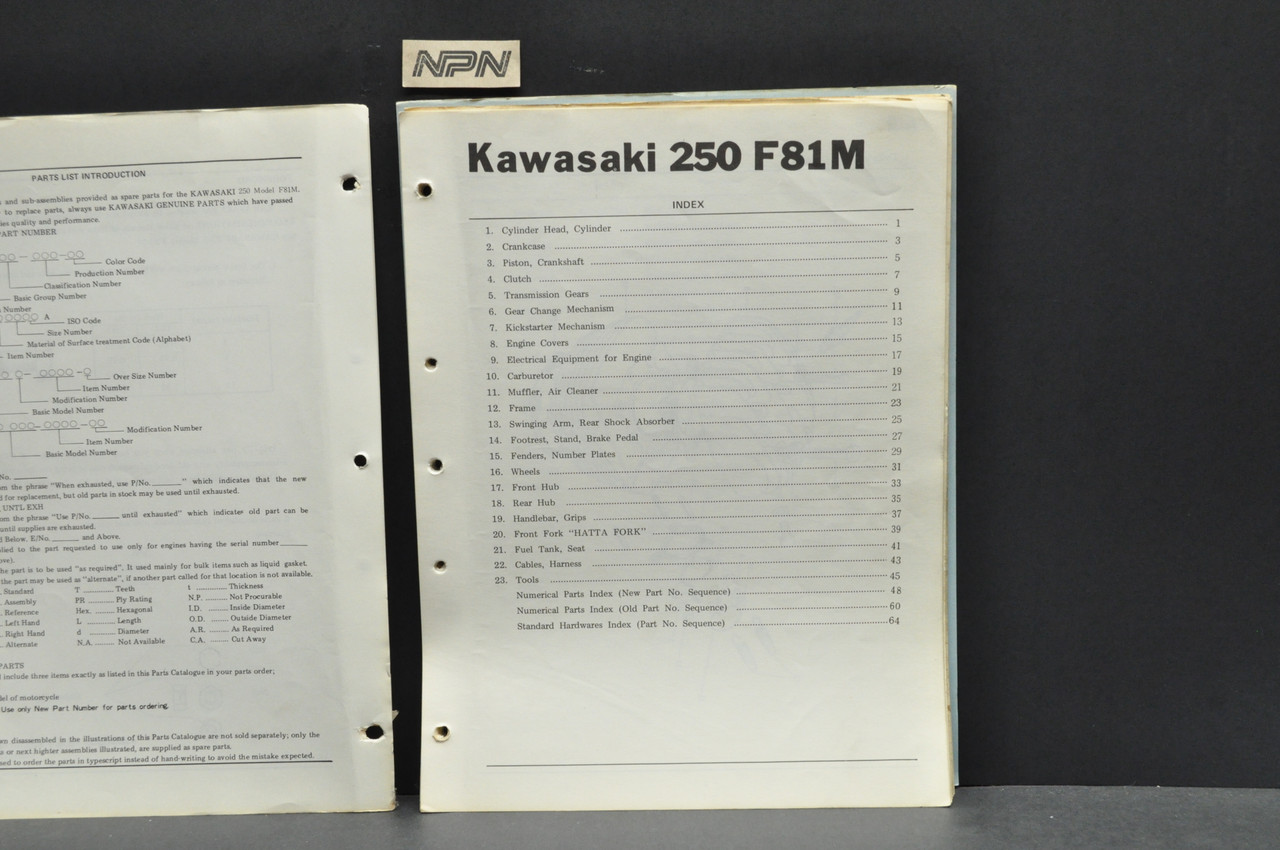 NPN
PARTS LIST INTRODUCTION
and sub-assemblies provided as spare parts for the KAWASAKI 250 Model F81M.
to replace parts, always use KAWASAKI GENUINE PARTS which have passed
quality and performance.
PART NUMBER
Color Code
Production Number
Classification Number
Basic Group Number
Number
A
ISO Code
Size Number
Material of Surface treatment Code (Alphabet)
Item Number
Over Size Number
Item Number
Modification Number
Basic Model Number
Modification Number
Item Number
Basic Model Number
No. ______
the phrase "When exhausted, use P/No.______" which indicates that the new
for replacement, but old parts in stock may be used until exhausted.
UNTL EXH
the phrase "Use P/No.______ until exhausted" which indicates old part can be
until supplies are exhausted.
Below. E/No.______ and Above.
to the part requested to use only for engines having the serial number______
the part is to be used "as required". It used mainly for bulk items such as liquid gasket.
the part may be used as "alternate", if another part called for that location is not available.
Standard T ........ Teeth t ........ Thickness
Assembly PR ........ Ply Rating N.P. ........ Not Procurable
Reference Hex. ........ Hexagonal I.D. ........ Inside Diameter
Left Hand L ........ Length O.D. ........ Outside Diameter
Right Hand d ........ Diameter A.R. ........ As Required
Alternate N.A. ........ Not Available C.A. ........ Cut Away
PARTS
include three items exactly as listed in this Parts Catalogue in your parts order;
of motorcycle
Use only New Part Number for parts ordering.
disassembled in the illustrations of this Parts Catalogue are not sold separately; only the
or next highter assemblies illustrated, are supplied as spare parts.
to order the parts in typescript instead of hand-writing to avoid the mistake expected.
Kawasaki 250 F81M
INDEX
1. Cylinder Head, Cylinder ........ 1
2. Crankcase ........ 3
3. Piston, Crankshaft ........ 5
4. Clutch ........ 7
5. Transmission Gears ........ 9
6. Gear Change Mechanism ........ 11
7. Kickstarter Mechanism ........ 13
8. Engine Covers ........ 15
9. Electrical Equipment for Engine ........ 17
10. Carburetor ........ 19
11. Muffler, Air Cleaner ........ 21
12. Frame ........ 23
13. Swinging Arm, Rear Shock Absorber ........ 25
14. Footrest, Stand, Brake Pedal ........ 27
15. Fenders, Number Plates ........ 29
16. Wheels ........ 31
17. Front Hub ........ 33
18. Rear Hub ........ 35
19. Handlebar, Grips ........ 37
20. Front Fork "HATTA FORK" ........ 39
21. Fuel Tank, Seat ........ 41
22. Cables, Harness ........ 43
23. Tools ........ 45
Numerical Parts Index (New Part No. Sequence) ........ 48
Numerical Parts Index (Old Part No. Sequence) ........ 60
Standard Hardwares Index (Part No. Sequence) ........ 64